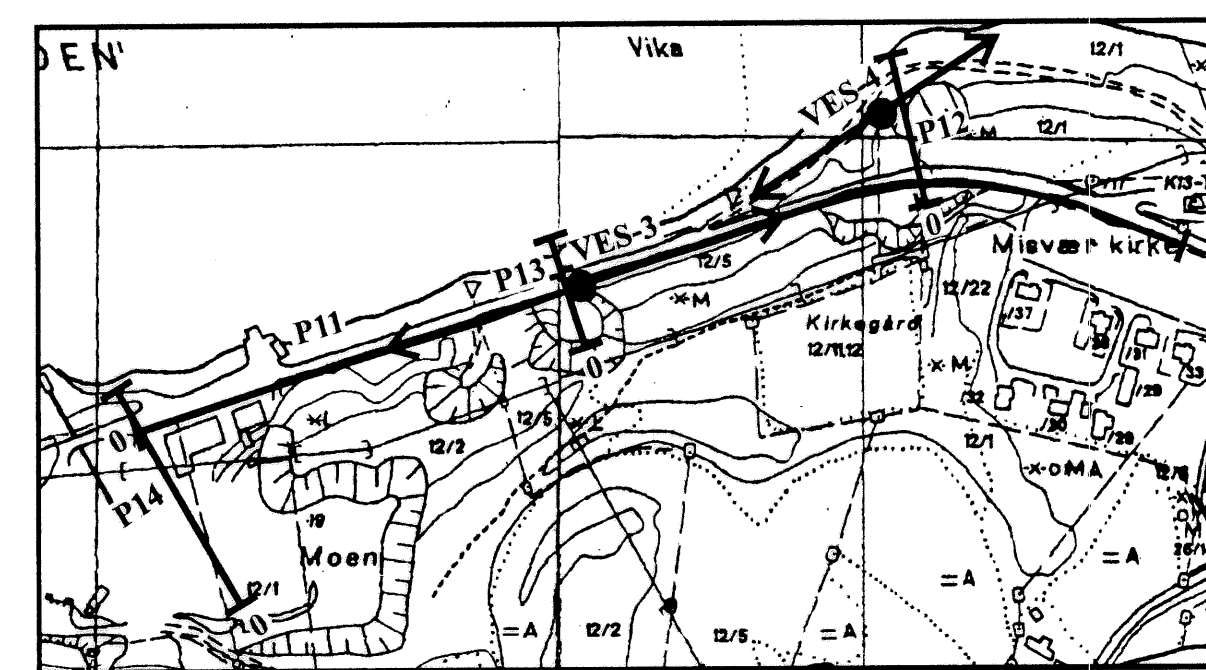 DEN'
Vika
12/1
VES-4
P12
M
12/1
0
VES-3
P13
12/5
Misvær kirke
M
12/22
Kirkegård
12/11,12
/37
/31
33
/29
32
/30
/28
M
P11
0
0
12/5
12/2
12/1
P14
19
Moen
-x-oMA
12/1
0
=A
=A
12/2
12/5
=A
=A
M